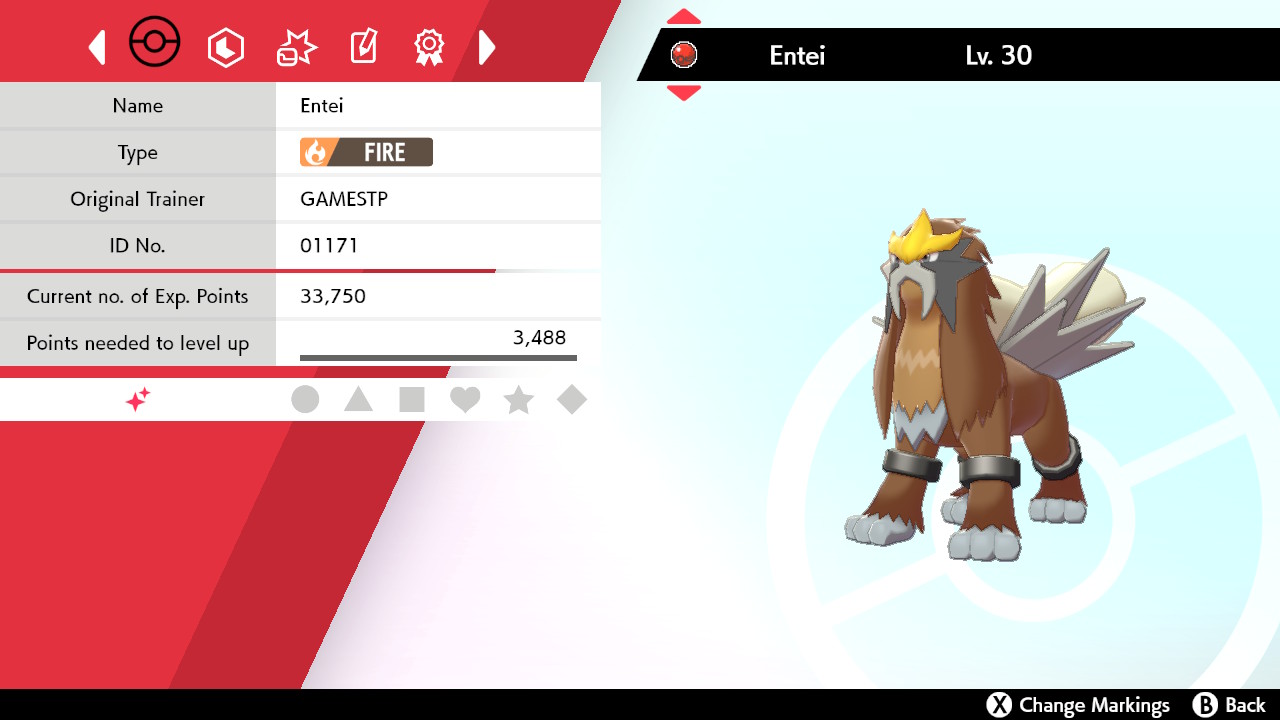 Entei Lv. 30
Name Entei
Type FIRE
Original Trainer GAMESTP
ID No. 01171
Current no. of Exp. Points 33,750
Points needed to level up 3,488
X Change Markings B Back